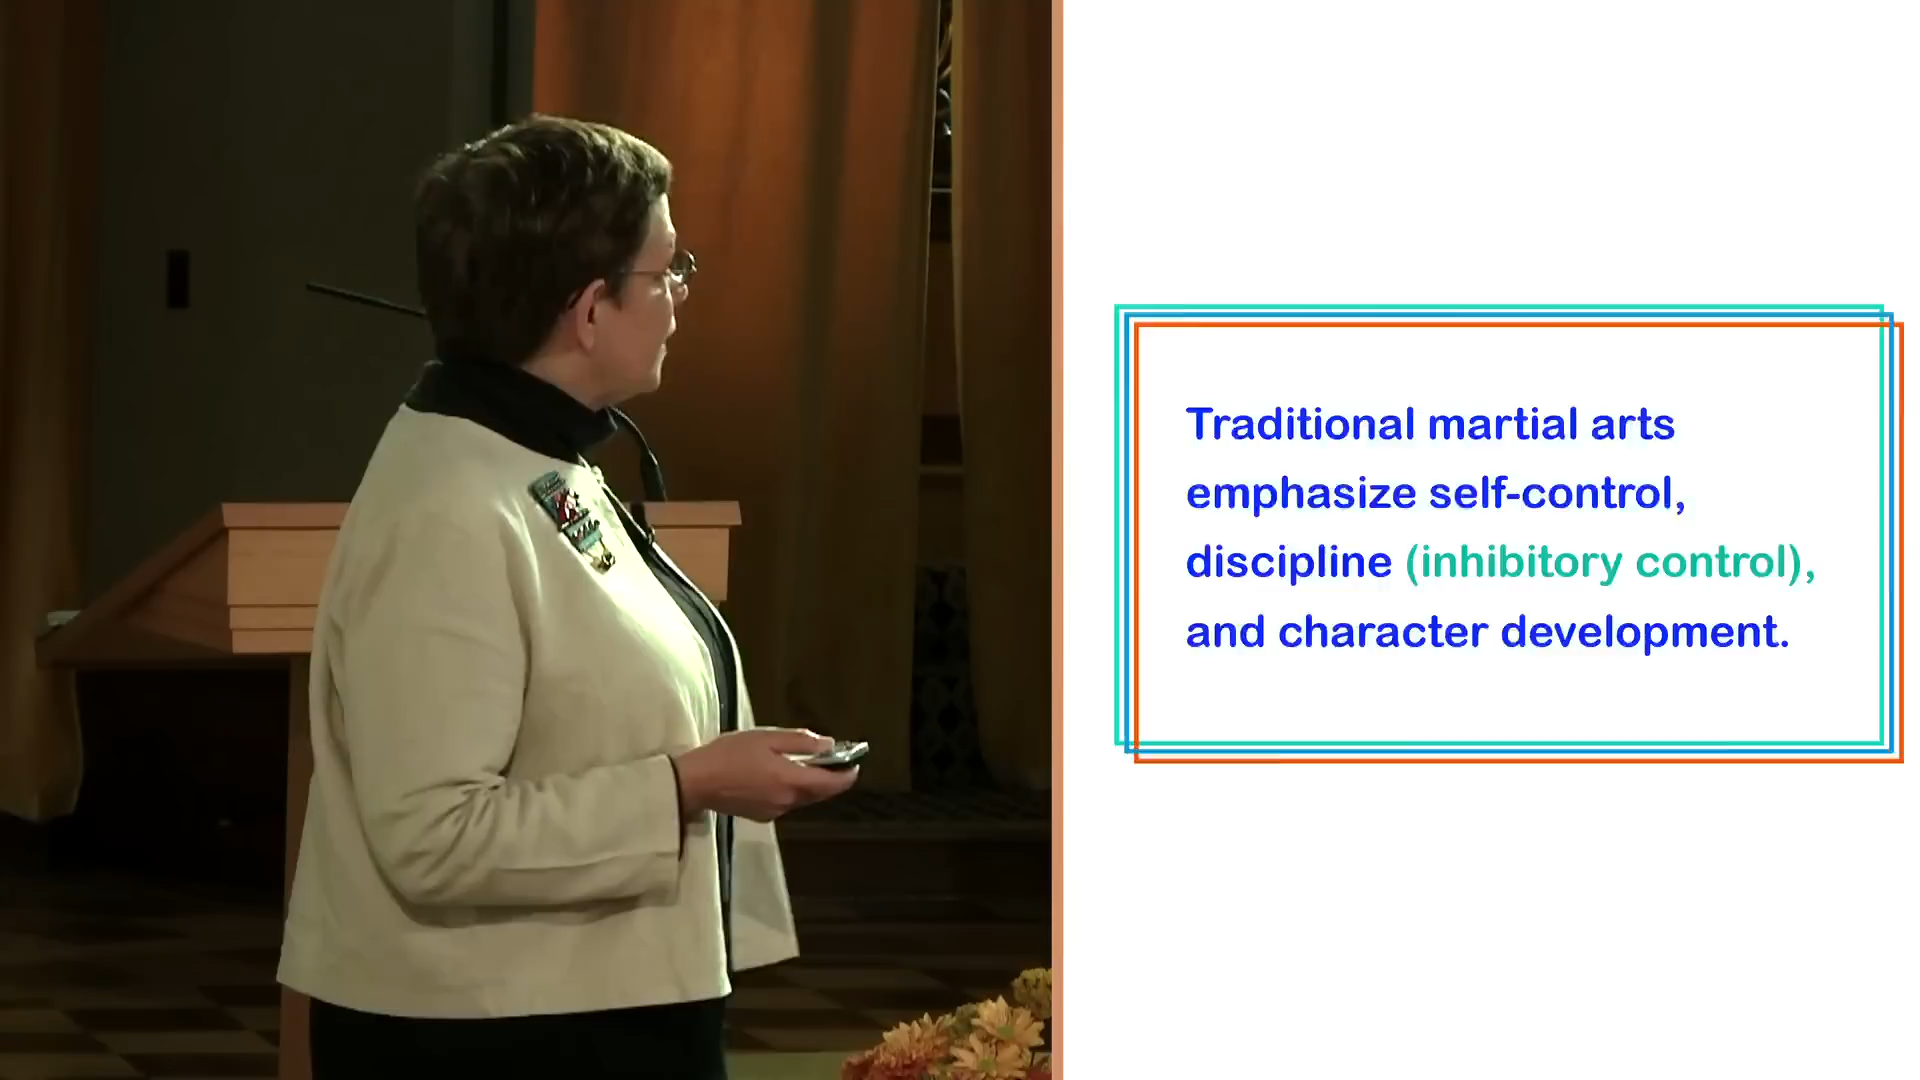 Traditional martial arts
emphasize self-control,
discipline (inhibitory control),
and character development.